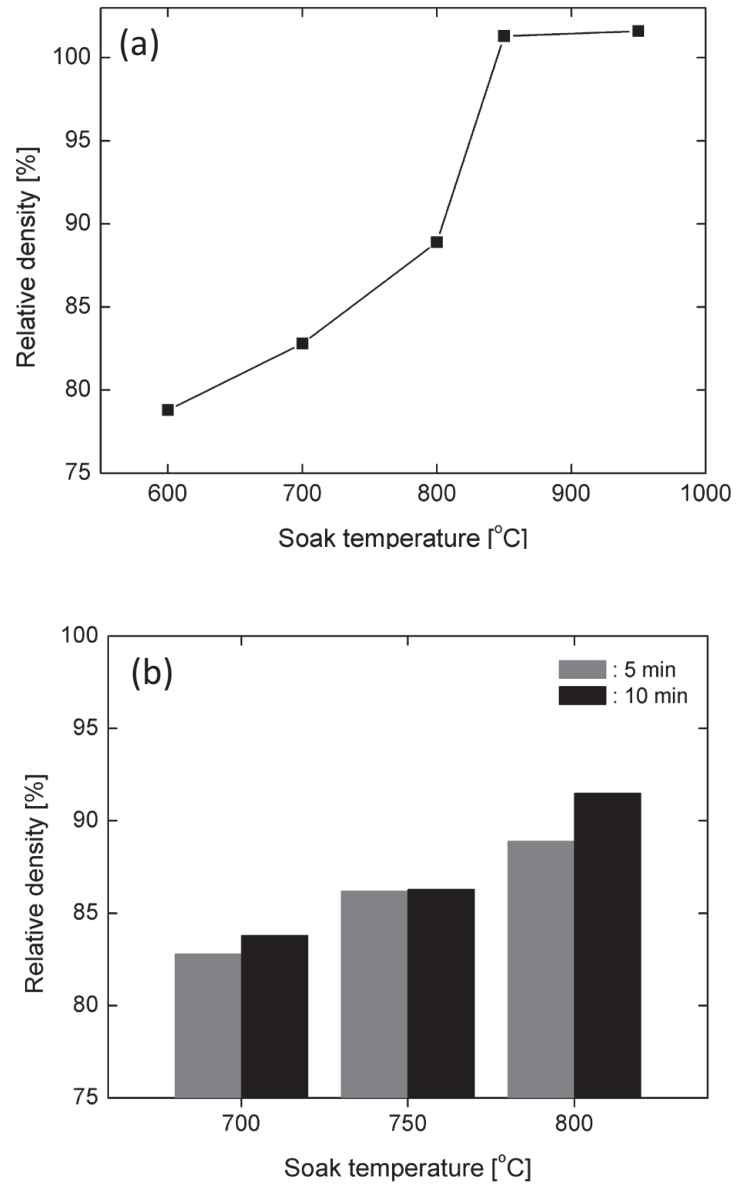 (a)
100
95
90
85
80
75
Relative density [%]
600 700 800 900 1000
Soak temperature [°C]
100
(b)
: 5 min
: 10 min
95
90
85
80
75
Relative density [%]
700 750 800
Soak temperature [°C]